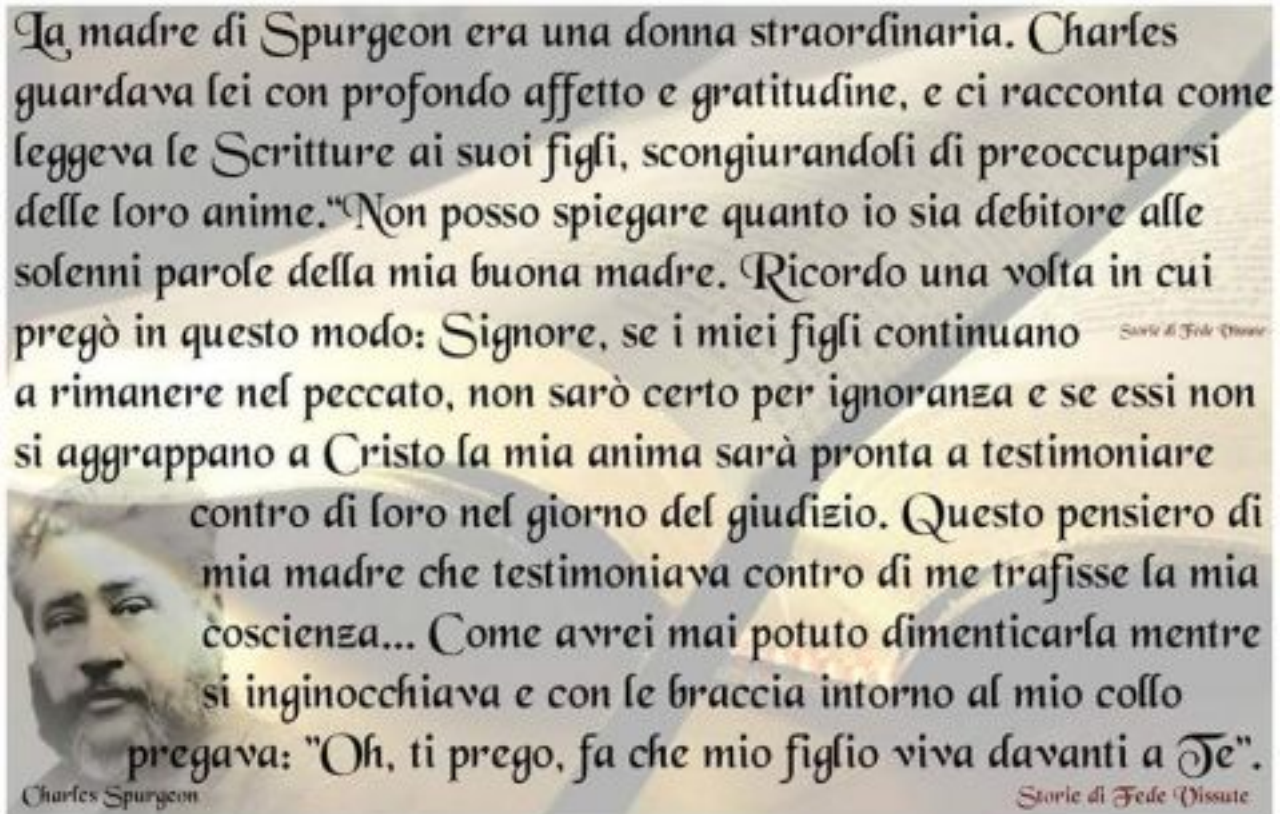 La madre di Spurgeon era una donna straordinaria. Charles
guardava lei con profondo affetto e gratitudine, e ci racconta come
leggeva le Scritture ai suoi figli, scongiurandoli di preoccuparsi
delle loro anime."Non posso spiegare quanto io sia debitore alle
solenni parole della mia buona madre. Ricordo una volta in cui
pregò in questo modo: Signore, se i miei figli continuano
Storie di Fede Vissute
a rimanere nel peccato, non sarò certo per ignoranza e se essi non
si aggrappano a Cristo la mia anima sarà pronta a testimoniare
contro di loro nel giorno del giudizio. Questo pensiero di
mia madre che testimoniava contro di me trafisse la mia
coscienza... Come avrei mai potuto dimenticarla mentre
si inginocchiava e con le braccia intorno al mio collo
pregava: "Oh, ti prego, fa che mio figlio viva davanti a Te".
Charles Spurgeon
Storie di Fede Vissute